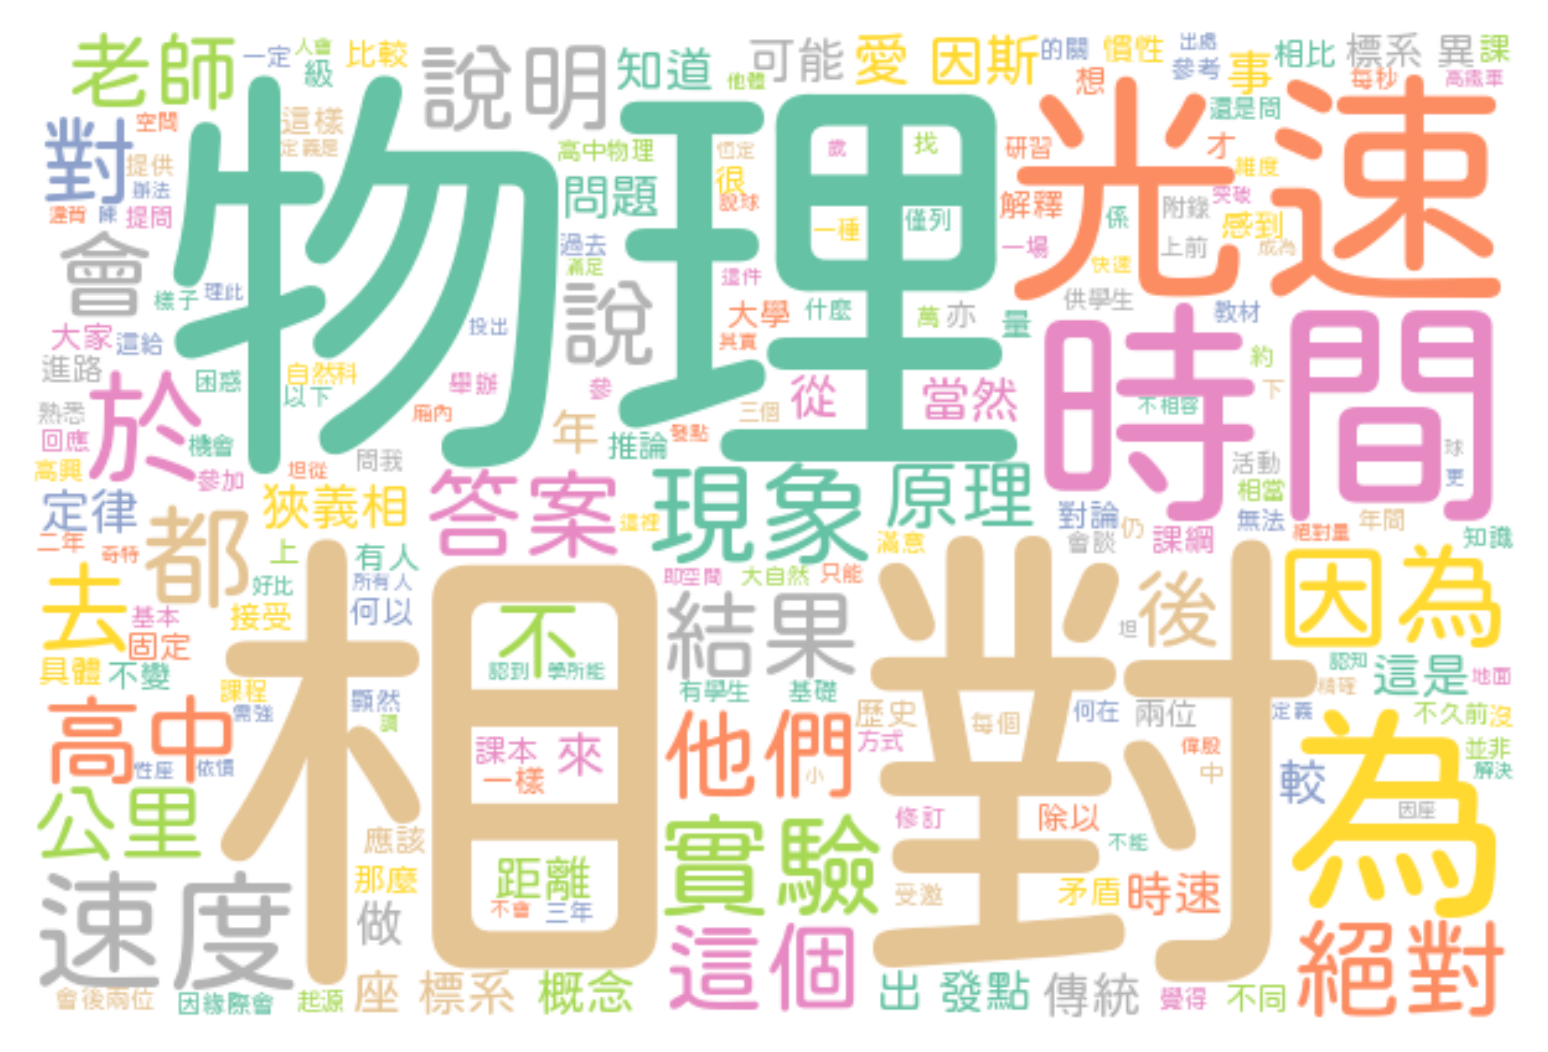 老師 一定 人會 級 比較 說明 知道 可能 愛 因斯 的關 慣性 出處 參考 事 相比 標系 異 課
他體 想 每秒 高鐵車
對 空間 這樣 物理 光速 還是問
提供 定義是 高中物理 恒定 歲 找 研習 才 維度
辦法 很 解釋 突破
違背 陳 提問 問題 說球 一種 僅列 係 附錄 感到
會 過去 一場 上前 成為
滿足 這件 快速
樣子 理此 說 供學生 教材
大家 這給 投出 大學 什麼 萬 亦 量 時間
進路 其實 約
困惑 自然科 舉辦 參 從 當然 下
於 以下 不相容
熟悉 廂內 年 三個
回應 機會 推論 發點 球
高興 參加 坦從 問我 活動 更
定律 狹義相 答案 現象 原理 相當
這裡 對論 無法 年間
二年 都 滿意 會談 仍 課綱 絕對量 知識
奇特 上 有人
去 好比 所有人 即空間 大自然 只能 相對 因為
基本 接受 何以 不 結果 後
固定 坦
具體 不變 認到 學所能 認知 這是 地面
課程 顯然 有學生 基礎 精確
高中 需強 調 他們 歷史 每個 何在 兩位 定義 不久前 沒
課本 來 方式 偉殷 為 並非
性座 依慣 一樣 小 中 較 解決
公里 應該 實驗 修訂 除以 因座
不能
速度 那麼 距離 受邀 矛盾 時速
做 不會 三年 這個 絕對
會後兩位 因緣際會 起源 座 標系 概念 出 發點 傳統 覺得 不同